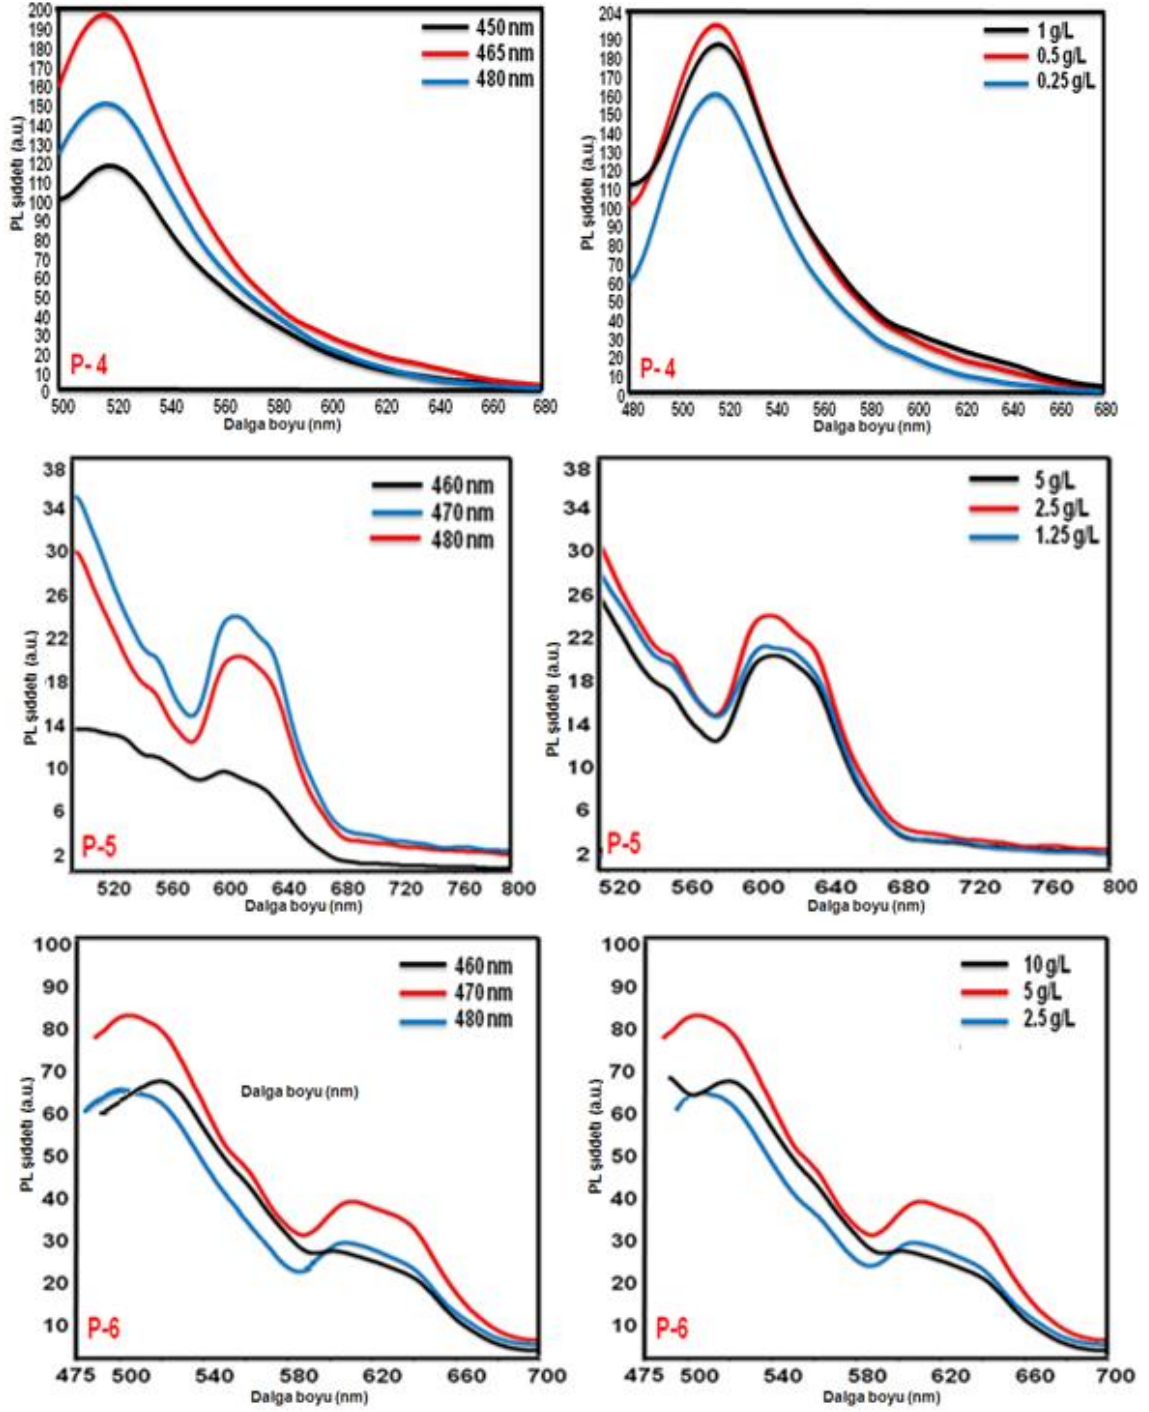 200
190
180
170
160
150
140
130
120
110
100
90
80
70
60
50
40
30
20
10
0
PL şiddeti (a.u.)
450 nm
465 nm
480 nm
P- 4
500 520 540 560 580 600 620 640 660 680
Dalga boyu (nm)
204
190
180
170
160
150
140
130
120
110
200
90
80
70
60
50
40
30
20
10
0
PL şiddeti (a.u.)
1 g/L
0.5 g/L
0.25 g/L
P- 4
480 500 520 540 560 580 600 620 640 660 680
Dalga boyu (nm)
38
34
30
26
22
18
14
10
6
2
PL şiddeti (a.u.)
460 nm
470 nm
480 nm
P-5
520 560 600 640 680 720 760 800
Dalga boyu (nm)
38
34
30
26
22
18
14
10
6
2
PL şiddeti (a.u.)
5 g/L
2.5 g/L
1.25 g/L
P-5
520 560 600 640 680 720 760 800
Dalga boyu (nm)
100
90
80
70
60
50
40
30
20
10
PL şiddeti (a.u.)
460 nm
470 nm
480 nm
Dalga boyu (nm)
P-6
475 500 540 580 620 660 700
Dalga boyu (nm)
100
90
80
70
60
50
40
30
20
10
PL şiddeti (a.u.)
10 g/L
5 g/L
2.5 g/L
P-6
475 500 540 580 620 660 700
Dalga boyu (nm)